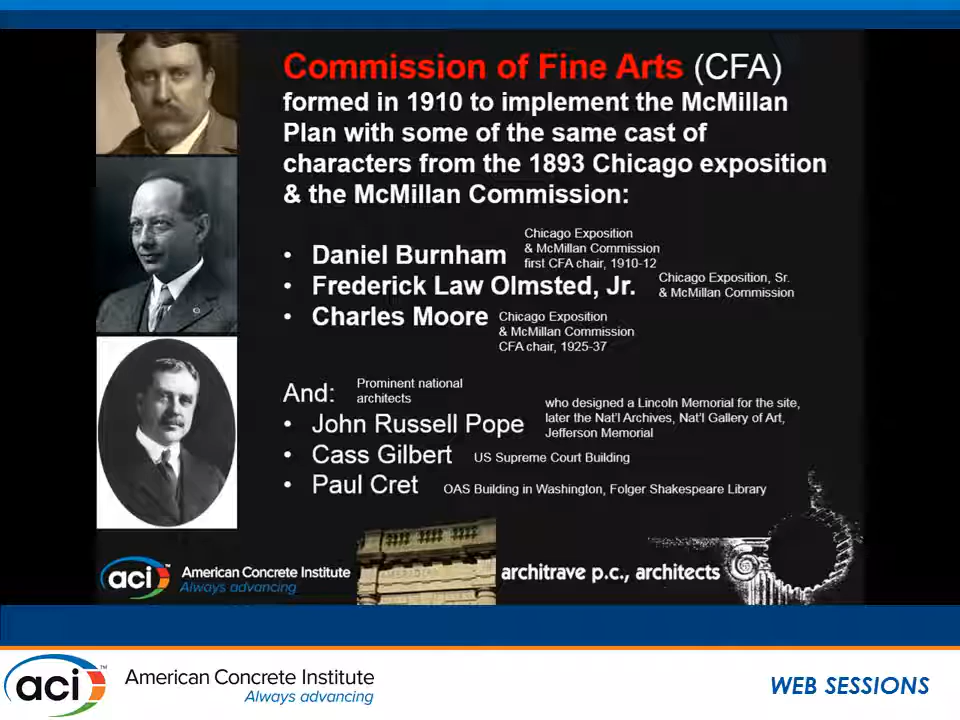 Commission of Fine Arts (CFA)
formed in 1910 to implement the McMillan
Plan with some of the same cast of
characters from the 1893 Chicago exposition
& the McMillan Commission:
• Daniel Burnham
Chicago Exposition
& McMillan Commission
first CFA chair, 1910-12
• Frederick Law Olmsted, Jr.
Chicago Exposition, Sr.
& McMillan Commission
• Charles Moore
Chicago Exposition
& McMillan Commission
CFA chair, 1925-37
And:
Prominent national
architects
• John Russell Pope
who designed a Lincoln Memorial for the site,
later the Nat'l Archives, Nat'l Gallery of Art,
Jefferson Memorial
• Cass Gilbert US Supreme Court Building
• Paul Cret OAS Building in Washington, Folger Shakespeare Library
aci™ American Concrete Institute
Always advancing
architrave p.c., architects
aci™ American Concrete Institute
Always advancing
WEB SESSIONS